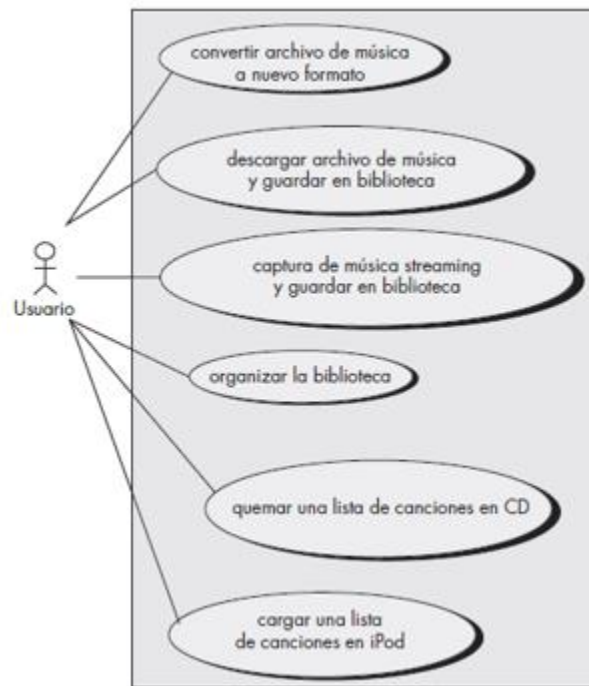 convertir archivo de música
a nuevo formato
descargar archivo de música
y guardar en biblioteca
captura de música streaming
y guardar en biblioteca
Usuario
organizar la biblioteca
quemar una lista de canciones en CD
cargar una lista
de canciones en iPod